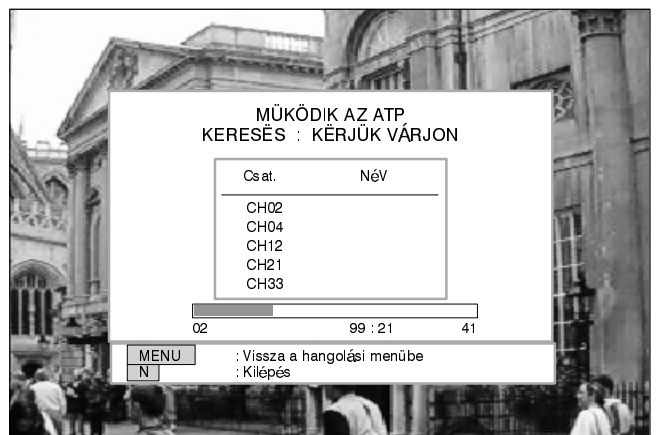 MÜKÖDIK AZ ATP
KERESËS : KËRJÜK VÁRJON
Csat. NéV
CH02
CH04
CH12
CH21
CH33
02 99 : 21 41
MENU : Vissza a hangolási menübe
N : Kilépés